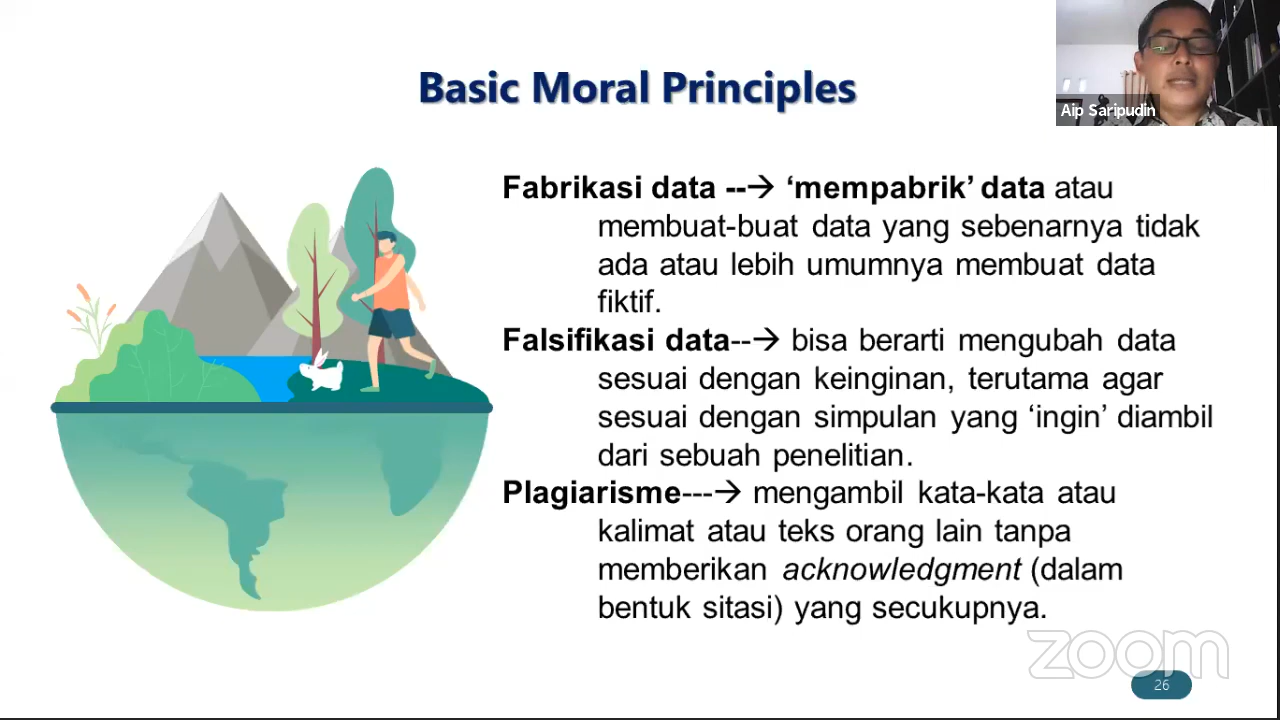 Basic Moral Principles
Aip Saripudin
Fabrikasi data --→ ‘mempabrik’ data atau
membuat-buat data yang sebenarnya tidak
ada atau lebih umumnya membuat data
fiktif.
Falsifikasi data--→ bisa berarti mengubah data
sesuai dengan keinginan, terutama agar
sesuai dengan simpulan yang ‘ingin’ diambil
dari sebuah penelitian.
Plagiarisme---→ mengambil kata-kata atau
kalimat atau teks orang lain tanpa
memberikan acknowledgment (dalam
bentuk sitasi) yang secukupnya.
zoom
26